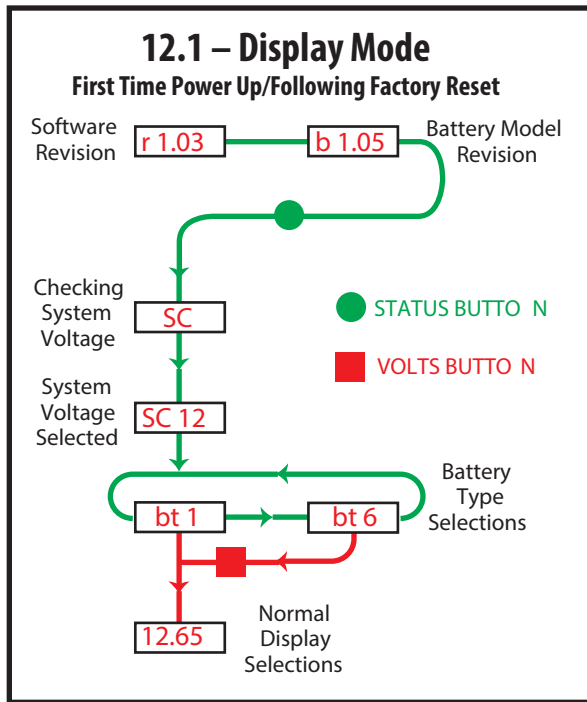 12.1 – Display Mode
First Time Power Up/Following Factory Reset
Software
Revision
r 1.03
b 1.05
Battery Model
Revision
Checking
System
Voltage
SC
STATUS BUTTO N
VOLTS BUTTO N
System
Voltage
Selected
SC 12
bt 1
bt 6
Battery
Type
Selections
12.65
Normal
Display
Selections